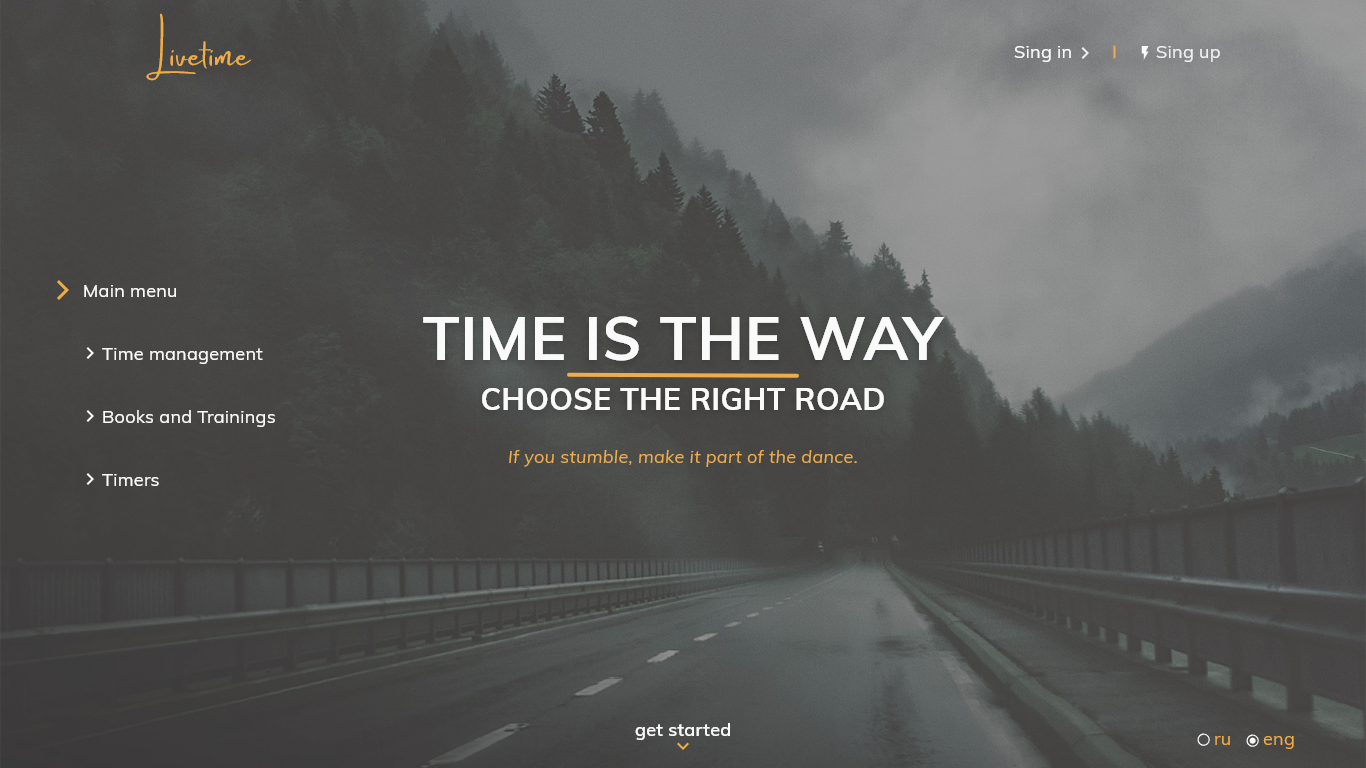 Livetime
Sing in
Sing up
Main menu
Time management
Books and Trainings
Timers
TIME IS THE WAY
CHOOSE THE RIGHT ROAD
If you stumble, make it part of the dance.
get started
ru
eng